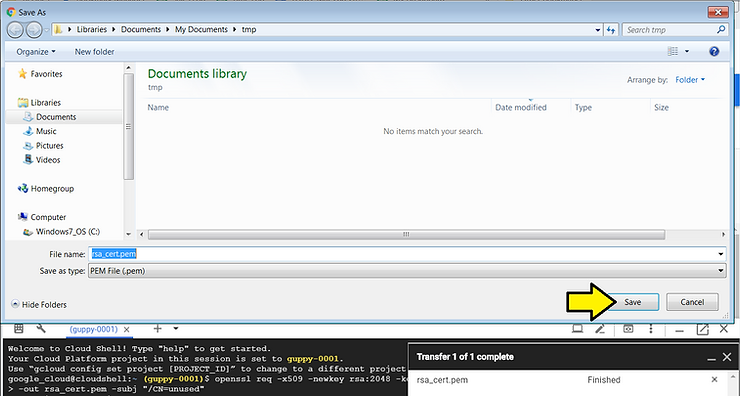 Save As
Libraries ▸ Documents ▸ My Documents ▸ tmp
Search tmp
Organize
New folder
Favorites
Libraries
Documents
Music
Pictures
Videos
Homegroup
Computer
Windows7_OS (C:)
Documents library
tmp
Arrange by: Folder
Name Date modified Type Size
No items match your search.
File name: rsa_cert.pem
Save as type: PEM File (.pem)
Hide Folders
Save
Cancel
(guppy-0001)
Welcome to Cloud Shell! Type "help" to get started.
Your Cloud Platform project in this session is set to guppy-0001.
Use “gcloud config set project [PROJECT_ID]” to change to a different project
google_cloud@cloudshell:~ (guppy-0001)$ openssl req -x509 -newkey rsa:2048
> -out rsa_cert.pem -subj "/CN=unused"
Transfer 1 of 1 complete
rsa_cert.pem Finished